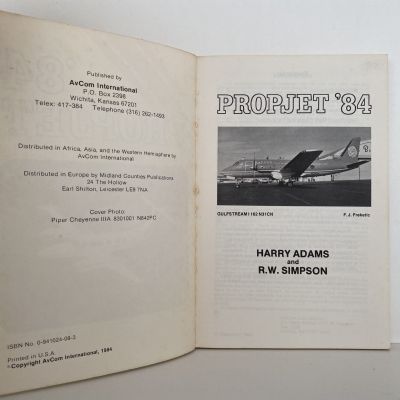 Published by
AvCom International
P.O. Box 2398
Wichita, Kansas 67201
Telex: 417-384 Telephone (316) 262-1493
Distributed in Africa, Asia, and the Western Hemisphere by
AvCom International
Distributed in Europe by Midland Counties Publications
24 The Hollow
Earl Shilton, Leicester LE9 7NA
Cover Photo:
Piper Cheyenne IIIA 8301001 N842PC
ISBN No. 0-941024-08-3
Printed in U.S.A.
©Copyright AvCom International, 1984
PROPJET '84
GULFSTREAM I 162 N31CN F. J. Freketic
HARRY ADAMS
and
R.W. SIMPSON